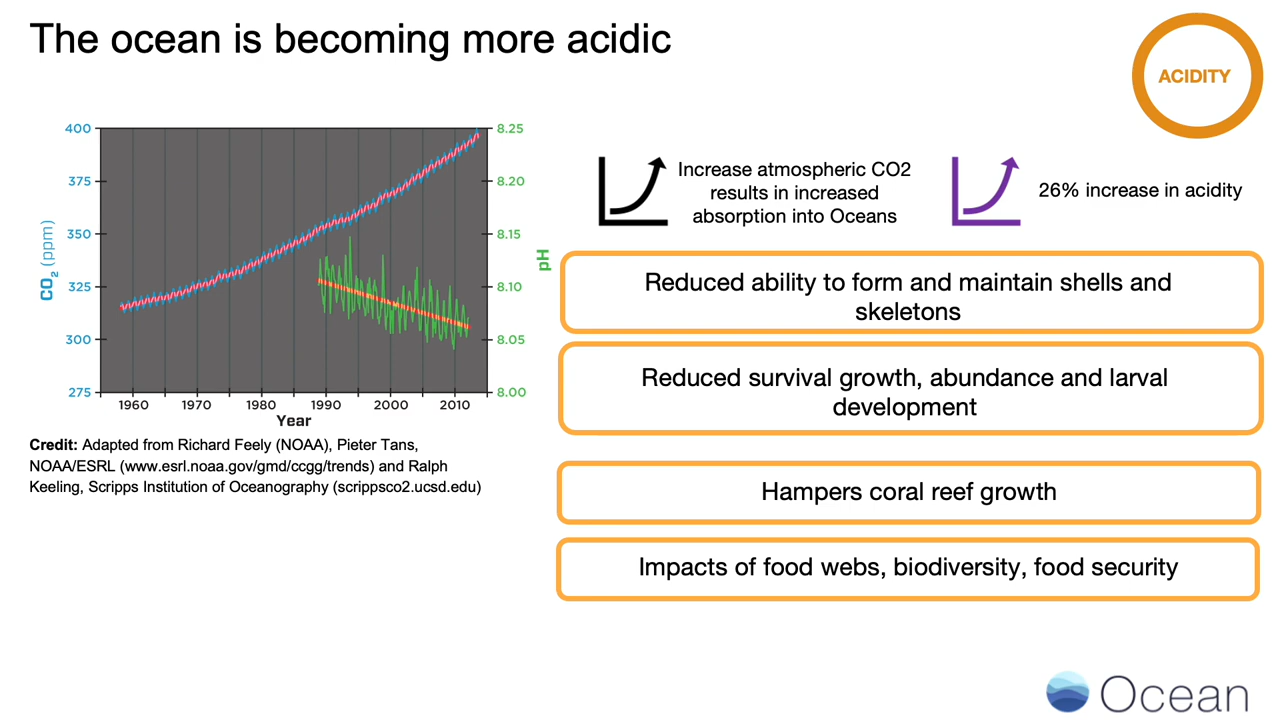 The ocean is becoming more acidic
ACIDITY
400
375
350
325
300
275
CO₂ (ppm)
8.25
8.20
8.15
8.10
8.05
8.00
pH
1960 1970 1980 1990 2000 2010
Year
Credit: Adapted from Richard Feely (NOAA), Pieter Tans,
NOAA/ESRL (www.esrl.noaa.gov/gmd/ccgg/trends) and Ralph
Keeling, Scripps Institution of Oceanography (scrippsco2.ucsd.edu)
Increase atmospheric CO2
results in increased
absorption into Oceans
26% increase in acidity
Reduced ability to form and maintain shells and
skeletons
Reduced survival growth, abundance and larval
development
Hampers coral reef growth
Impacts of food webs, biodiversity, food security
Ocean